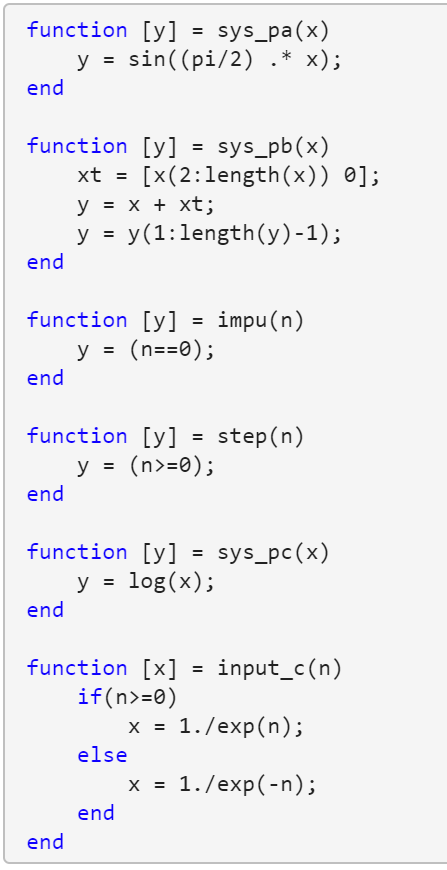 function [y] = sys_pa(x)
    y = sin((pi/2) .* x);
end

function [y] = sys_pb(x)
    xt = [x(2:length(x)) 0];
    y = x + xt;
    y = y(1:length(y)-1);
end

function [y] = impu(n)
    y = (n==0);
end

function [y] = step(n)
    y = (n>=0);
end

function [y] = sys_pc(x)
    y = log(x);
end

function [x] = input_c(n)
    if(n>=0)
        x = 1./exp(n);
    else
        x = 1./exp(-n);
    end
end